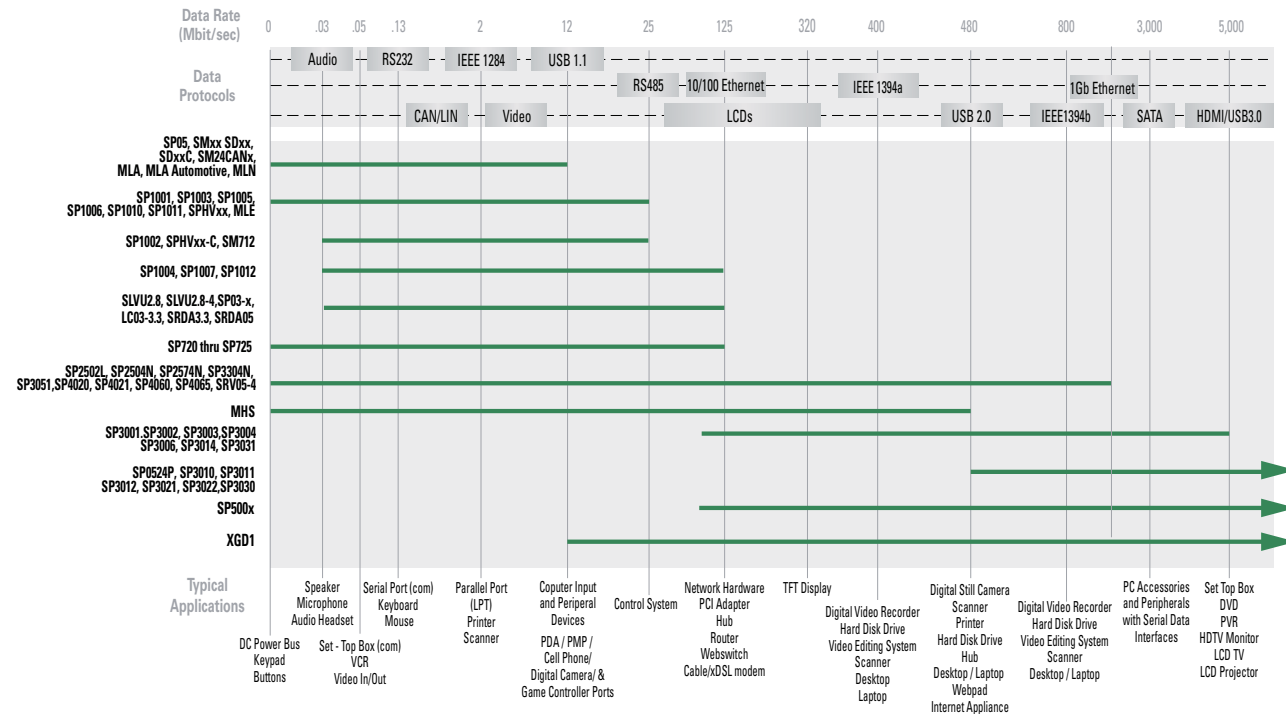 Data Rate
(Mbit/sec)
0 .03 .05 .13 2 12 25 125 320 400 480 800 3,000 5,000
Data
Protocols
Audio RS232 IEEE 1284 USB 1.1
RS485 10/100 Ethernet IEEE 1394a 1Gb Ethernet
CAN/LIN Video LCDs USB 2.0 IEEE1394b SATA HDMI/USB3.0
SP05, SMxx SDxx,
SDxxC, SM24CANx,
MLA, MLA Automotive, MLN
SP1001, SP1003, SP1005,
SP1006, SP1010, SP1011, SPHVxx, MLE
SP1002, SPHVxx-C, SM712
SP1004, SP1007, SP1012
SLVU2.8, SLVU2.8-4,SP03-x,
LC03-3.3, SRDA3.3, SRDA05
SP720 thru SP725
SP2502L, SP2504N, SP2574N, SP3304N,
SP3051,SP4020, SP4021, SP4060, SP4065, SRV05-4
MHS
SP3001.SP3002, SP3003,SP3004
SP3006, SP3014, SP3031
SP0524P, SP3010, SP3011
SP3012, SP3021, SP3022,SP3030
SP500x
XGD1
Typical
Applications
DC Power Bus
Keypad
Buttons
Speaker
Microphone
Audio Headset
Set - Top Box (com)
VCR
Video In/Out
Serial Port (com)
Keyboard
Mouse
Parallel Port
(LPT)
Printer
Scanner
Coputer Input
and Periperal
Devices
PDA / PMP /
Cell Phone/
Digital Camera/ &
Game Controller Ports
Control System
Network Hardware
PCI Adapter
Hub
Router
Webswitch
Cable/xDSL modem
TFT Display
Digital Video Recorder
Hard Disk Drive
Video Editing System
Scanner
Desktop
Laptop
Digital Still Camera
Scanner
Printer
Hard Disk Drive
Hub
Desktop / Laptop
Webpad
Internet Appliance
Digital Video Recorder
Hard Disk Drive
Video Editing System
Scanner
Desktop / Laptop
PC Accessories
and Peripherals
with Serial Data
Interfaces
Set Top Box
DVD
PVR
HDTV Monitor
LCD TV
LCD Projector